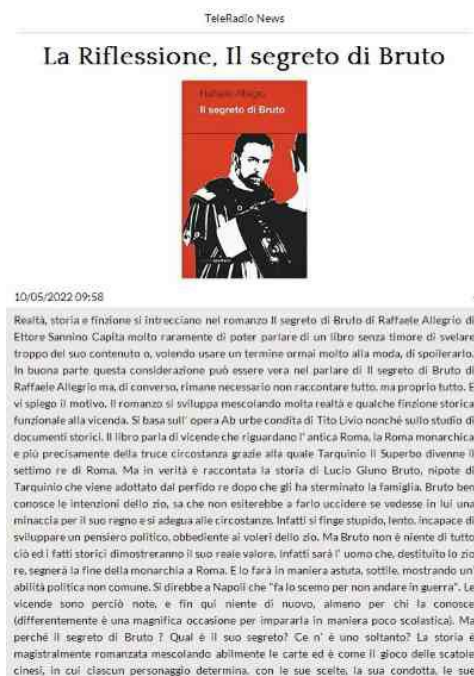 TeleRadio News
La Riflessione, Il segreto di Bruto
Raffaele Allegrio
Il segreto di Bruto
10/05/2022 09:58
Realtà, storia e finzione si intrecciano nel romanzo Il segreto di Bruto di Raffaele Allegrio di
Ettore Sannino Capita molto raramente di poter parlare di un libro senza timore di svelare
troppo del suo contenuto o, volendo usare un termine ormai molto alla moda, di spoilerarlo.
In buona parte questa considerazione può essere vera nel parlare di Il segreto di Bruto di
Raffaele Allegrio ma, di converso, rimane necessario non raccontare tutto, ma proprio tutto. E
vi spiego il motivo. Il romanzo si sviluppa mescolando molta realtà e qualche finzione storica
funzionale alla vicenda. Si basa sull' opera Ab urbe condita di Tito Livio nonché sullo studio di
documenti storici. Il libro parla di vicende che riguardano l' antica Roma, la Roma monarchica
e più precisamente della truce circostanza grazie alla quale Tarquinio il Superbo divenne il
settimo re di Roma. Ma in verità è raccontata la storia di Lucio Giuno Bruto, nipote di
Tarquinio che viene adottato dal perfido re dopo che gli ha sterminato la famiglia. Bruto ben
conosce le intenzioni dello zio, sa che non esiterebbe a farlo uccidere se vedesse in lui una
minaccia per il suo regno e si adegua alle circostanze. Infatti si finge stupido, lento, incapace di
sviluppare un pensiero politico, obbediente ai voleri dello zio. Ma Bruto non è niente di tutto
ciò ed i fatti storici dimostreranno il suo reale valore. Infatti sarà l' uomo che, destituito lo zio
re, segnerà la fine della monarchia a Roma. E lo farà in maniera astuta, sottile, mostrando un'
abilità politica non comune. Si direbbe a Napoli che "fa lo scemo per non andare in guerra". Le
vicende sono perciò note, e fin qui niente di nuovo, almeno per chi la conosce
(differentemente è una magnifica occasione per impararla in maniera poco scolastica). Ma
perché il segreto di Bruto ? Qual è il suo segreto? Ce n' è uno soltanto? La storia è
magistralmente romanzata mescolando abilmente le carte ed è come il gioco delle scatole
cinesi, in cui ciascun personaggio determina, con le sue scelte, la sua condotta, le sue